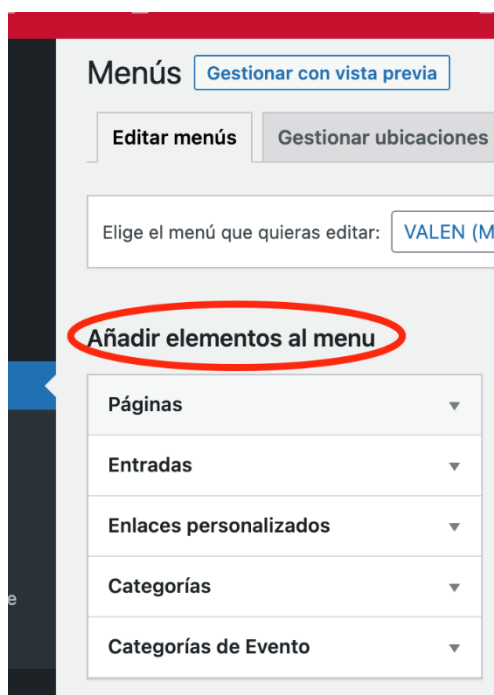 Menús Gestionar con vista previa
Editar menús Gestionar ubicaciones
Elige el menú que quieras editar: VALEN (M
Añadir elementos al menu
Páginas
Entradas
Enlaces personalizados
Categorías
e
Categorías de Evento